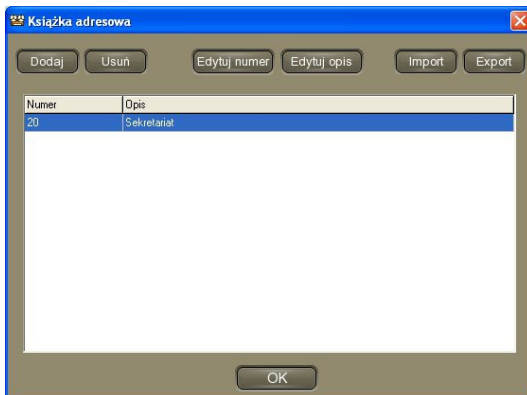 Książka adresowa
Dodaj Usuń Edytuj numer Edytuj opis Import Export
Numer Opis
20 Sekretariat
OK